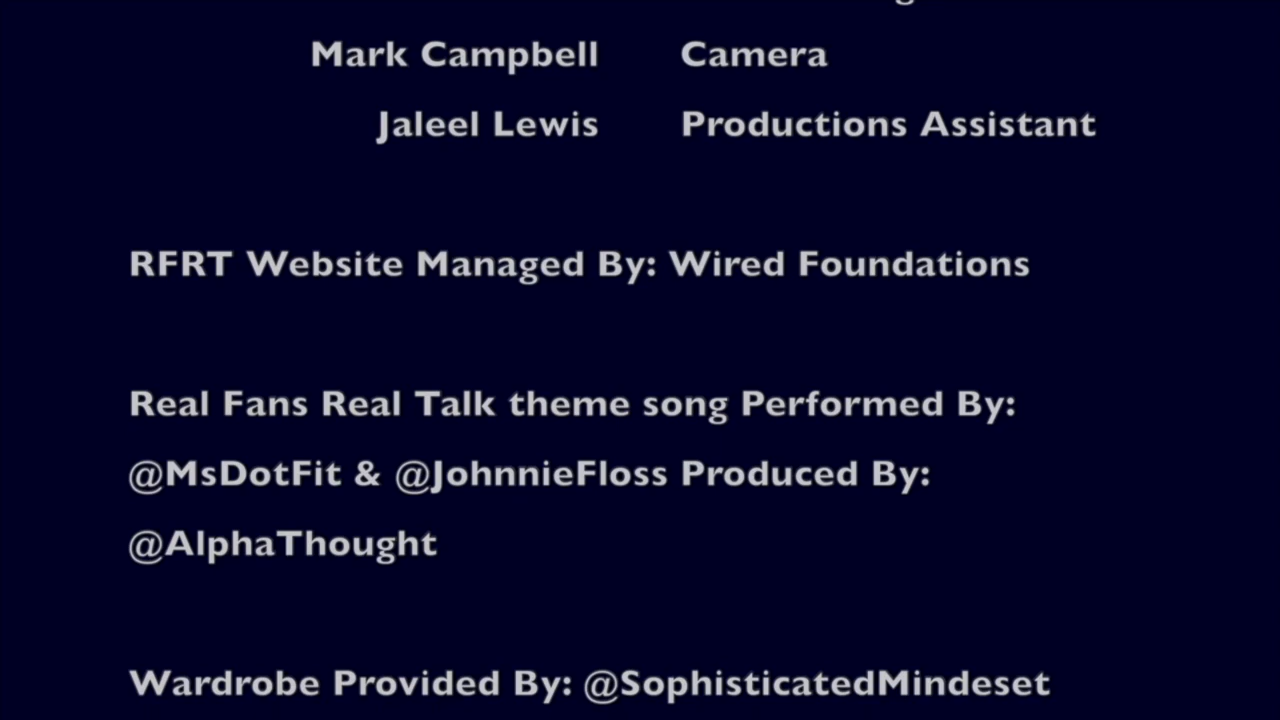 Mark Campbell Camera
Jaleel Lewis Productions Assistant
RFRT Website Managed By: Wired Foundations
Real Fans Real Talk theme song Performed By:
@MsDotFit & @JohnnieFloss Produced By:
@AlphaThought
Wardrobe Provided By: @SophisticatedMindeset